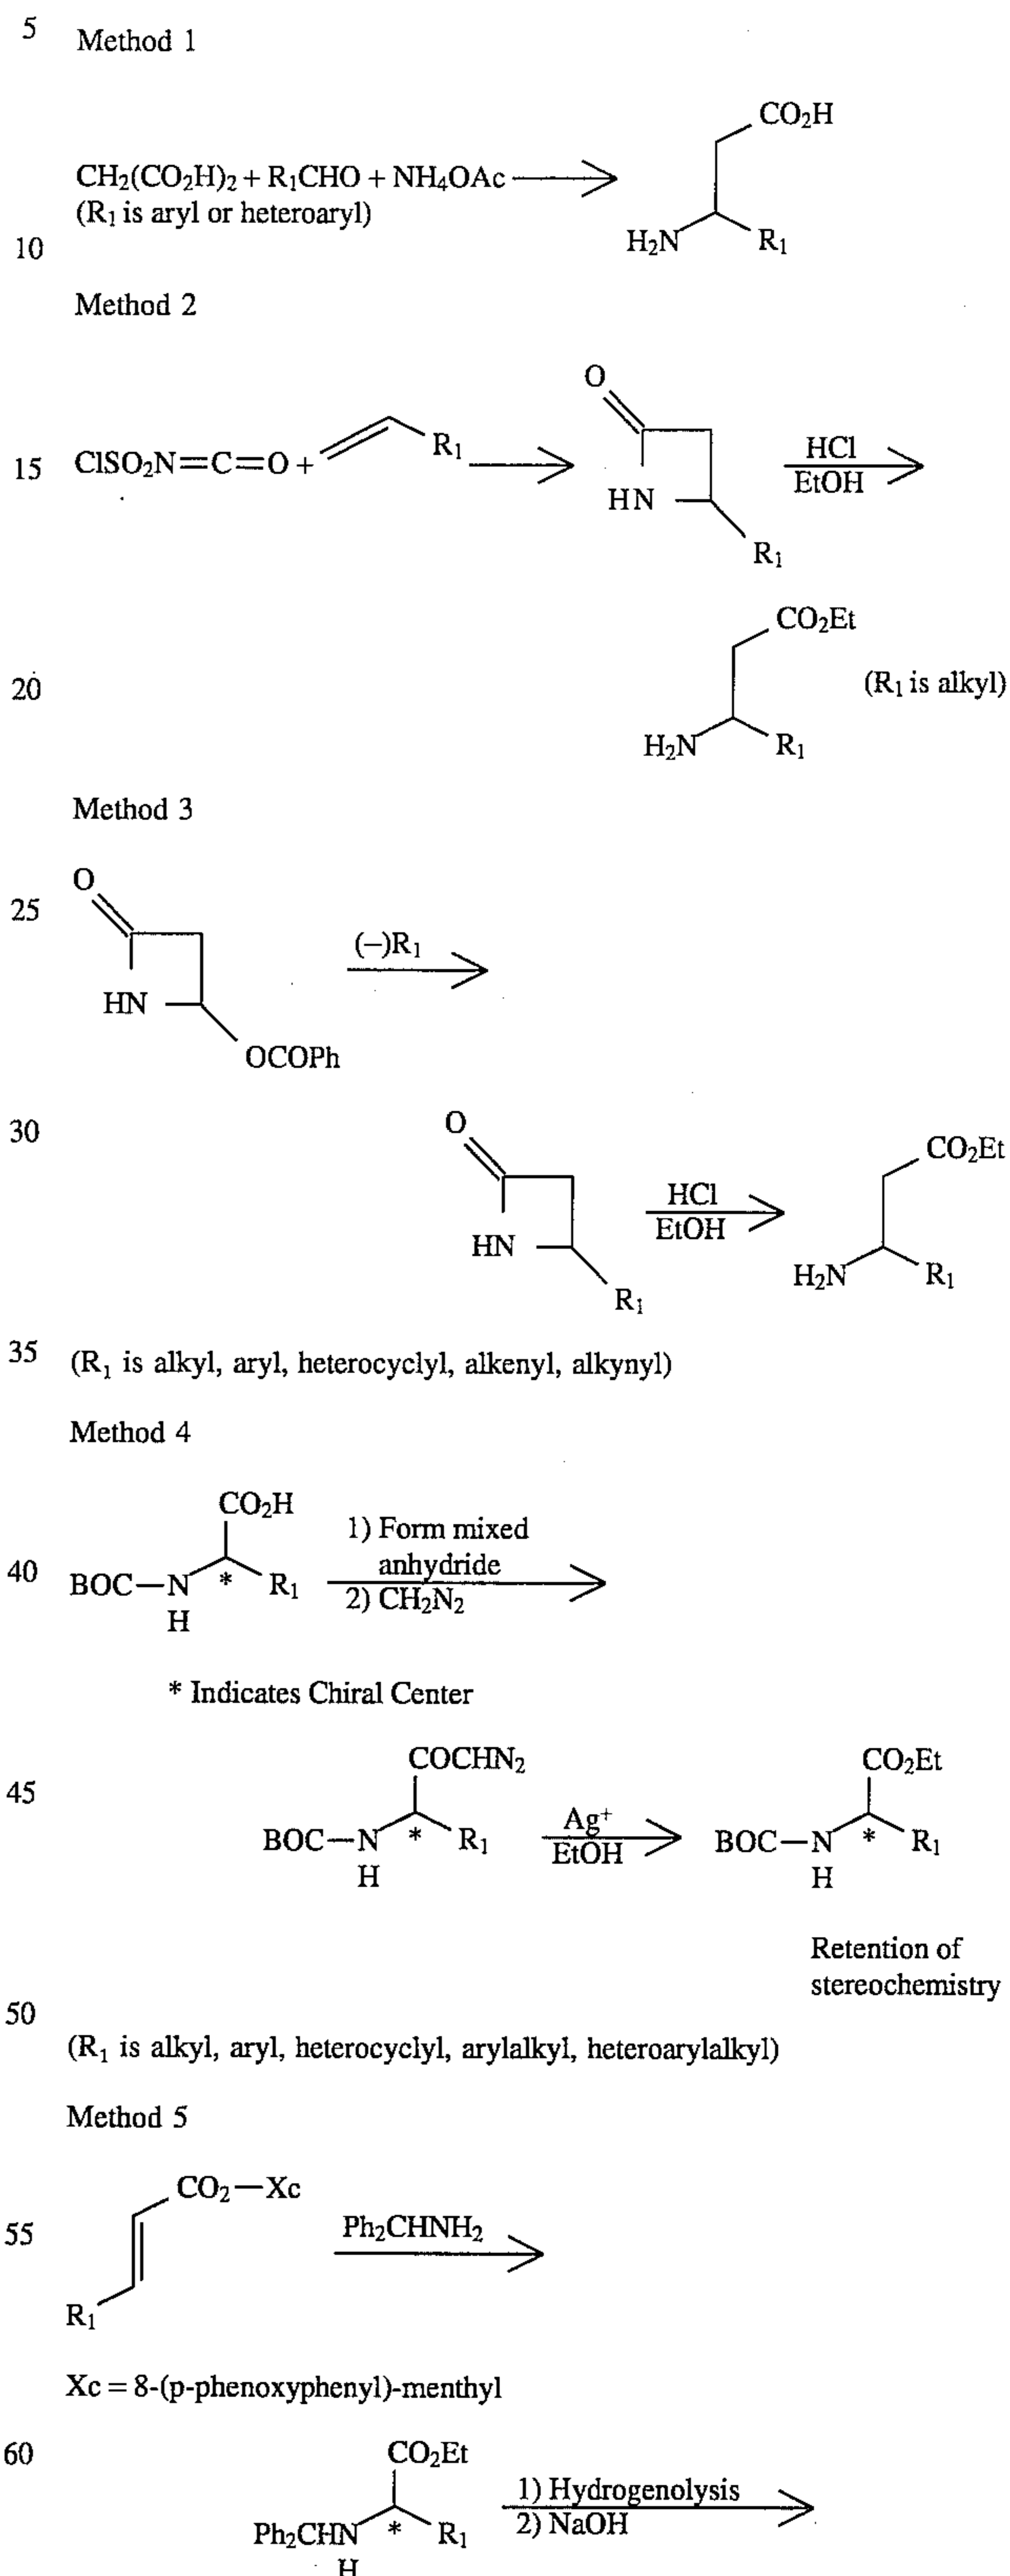 5 Method 1
CO₂H
CH₂(CO₂H)₂ + R₁CHO + NH₄OAc
(R₁ is aryl or heteroaryl)
H₂N R₁
10
Method 2
O
15 ClSO₂N=C=O + R₁
HN
R₁
HCl
EtOH
CO₂Et
20 (R₁ is alkyl)
H₂N R₁
Method 3
O
25
(−)R₁
HN
OCOPh
30
O
CO₂Et
HCl
EtOH
HN
H₂N R₁
R₁
35 (R₁ is alkyl, aryl, heterocyclyl, alkenyl, alkynyl)
Method 4
CO₂H
1) Form mixed
anhydride
40 BOC—N * R₁
H
2) CH₂N₂
* Indicates Chiral Center
COCHN₂ CO₂Et
45
Ag⁺
EtOH
BOC—N * R₁ BOC—N * R₁
H H
Retention of
stereochemistry
50
(R₁ is alkyl, aryl, heterocyclyl, arylalkyl, heteroarylalkyl)
Method 5
CO₂—Xc
55 Ph₂CHNH₂
R₁
Xc = 8-(p-phenoxyphenyl)-menthyl
60 CO₂Et
1) Hydrogenolysis
2) NaOH
Ph₂CHN * R₁
H